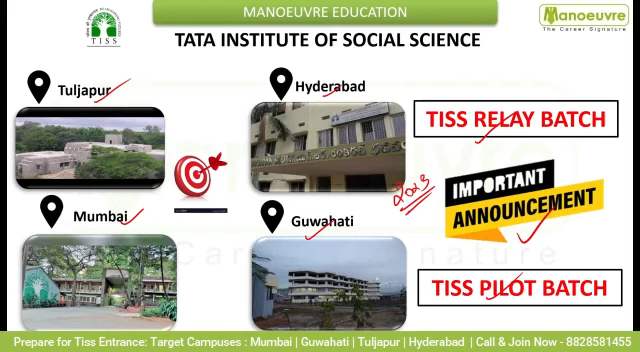 MANOEUVRE EDUCATION
TISS
Manoeuvre
The Career Signature
TATA INSTITUTE OF SOCIAL SCIENCE
Tuljapur
Hyderabad
TISS RELAY BATCH
2023
IMPORTANT
ANNOUNCEMENT
Mumbai
Guwahati
TISS PILOT BATCH
Career Signature
Prepare for Tiss Entrance: Target Campuses : Mumbai | Guwahati | Tuljapur | Hyderabad | Call & Join Now - 8828581455